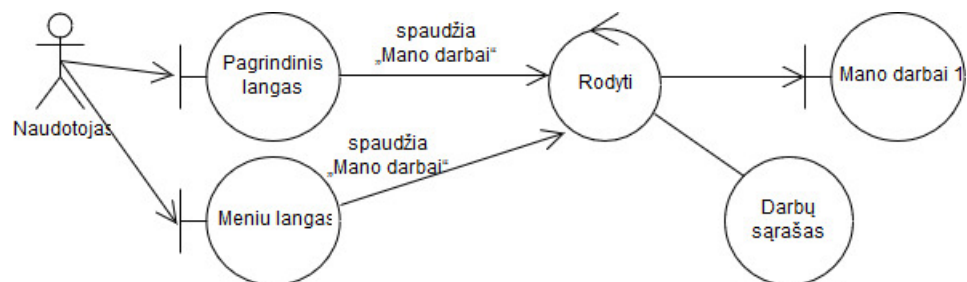 Naudotojas
Pagrindinis
langas
spaudžia
„Mano darbai“
Rodyti
Mano darbai 1
Meniu langas
spaudžia
„Mano darbai“
Darbų
sąrašas